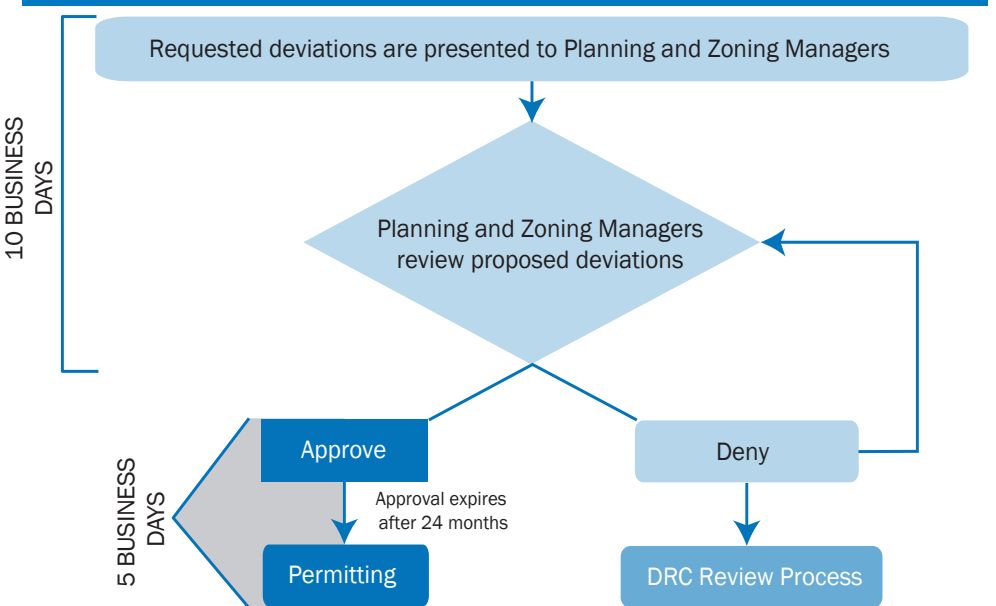 Requested deviations are presented to Planning and Zoning Managers
10 BUSINESS
DAYS
Planning and Zoning Managers
review proposed deviations
Approve
Deny
5 BUSINESS
DAYS
Approval expires
after 24 months
Permitting
DRC Review Process